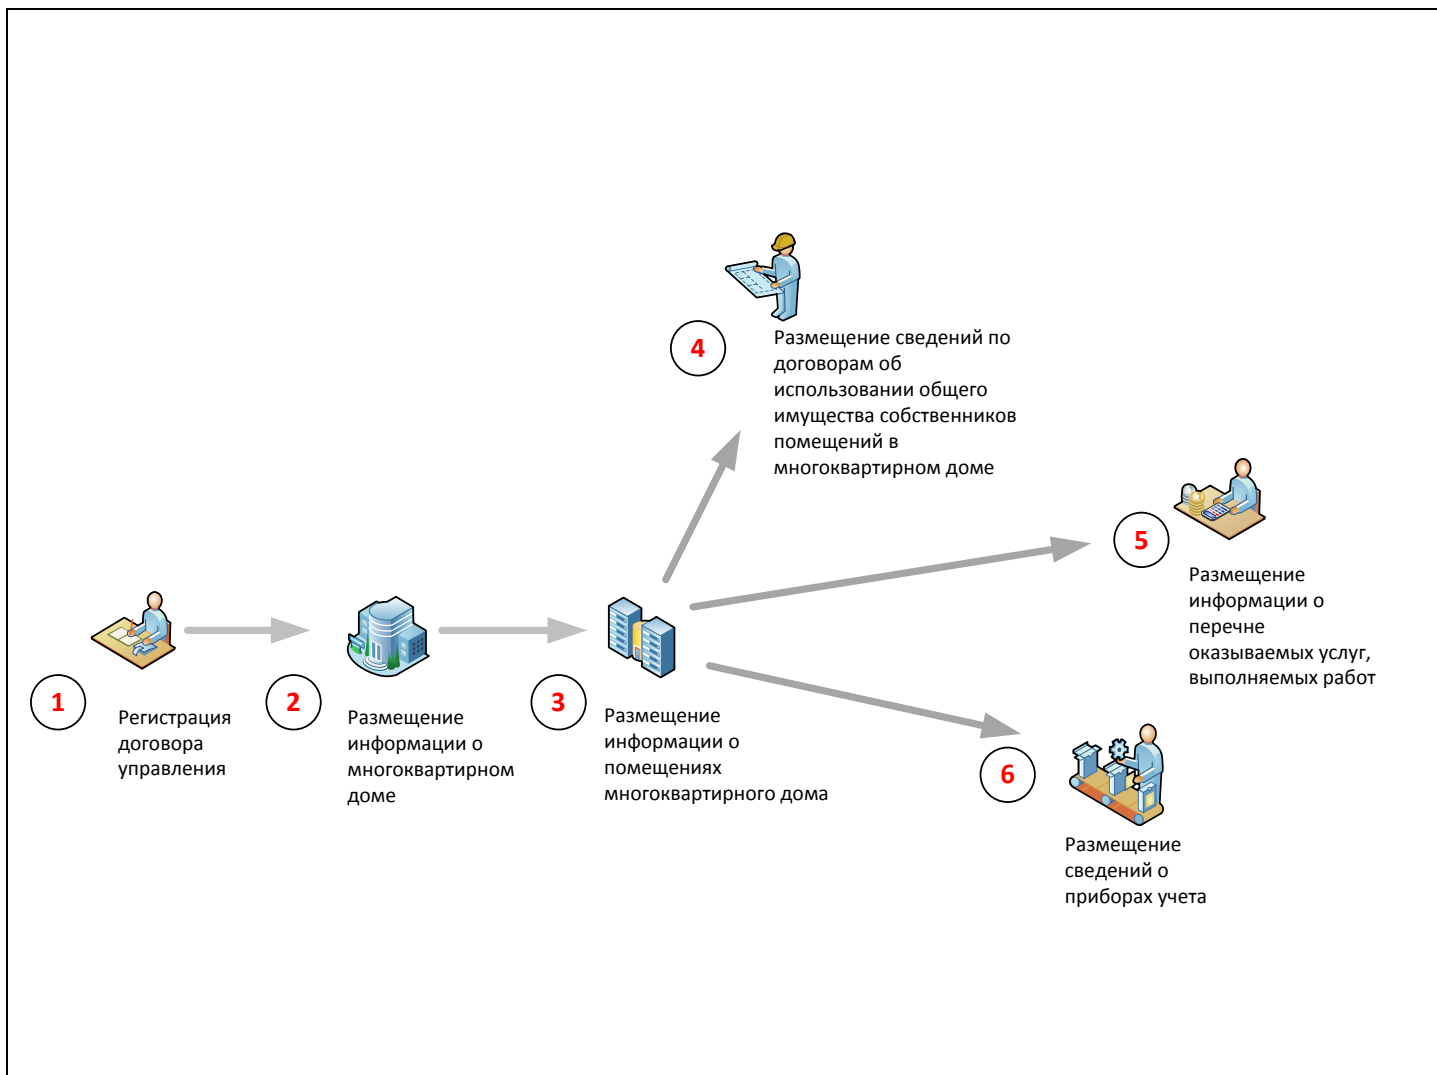 1
Регистрация
договора
управления
2
Размещение
информации о
многоквартирном
доме
3
Размещение
информации о
помещениях
многоквартирного дома
4
Размещение сведений по
договорам об
использовании общего
имущества собственников
помещений в
многоквартирном доме
5
Размещение
информации о
перечне
оказываемых услуг,
выполняемых работ
6
Размещение
сведений о
приборах учета